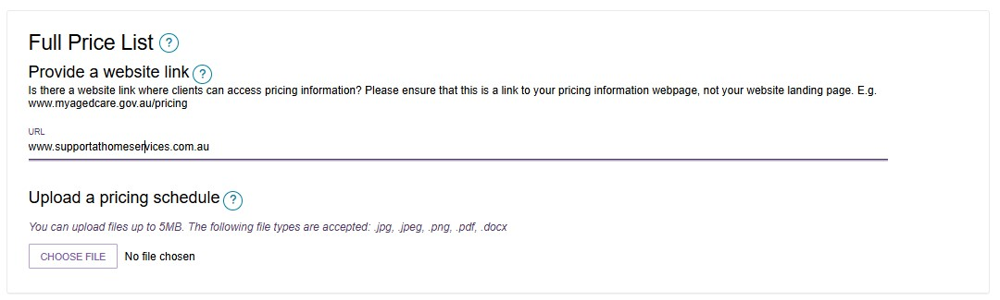 Full Price List ?
Provide a website link ?
Is there a website link where clients can access pricing information? Please ensure that this is a link to your pricing information webpage, not your website landing page. E.g.
www.myagedcare.gov.au/pricing
URL
www.supportathomeservices.com.au
Upload a pricing schedule ?
You can upload files up to 5MB. The following file types are accepted: .jpg, .jpeg, .png, .pdf, .docx
CHOOSE FILE No file chosen